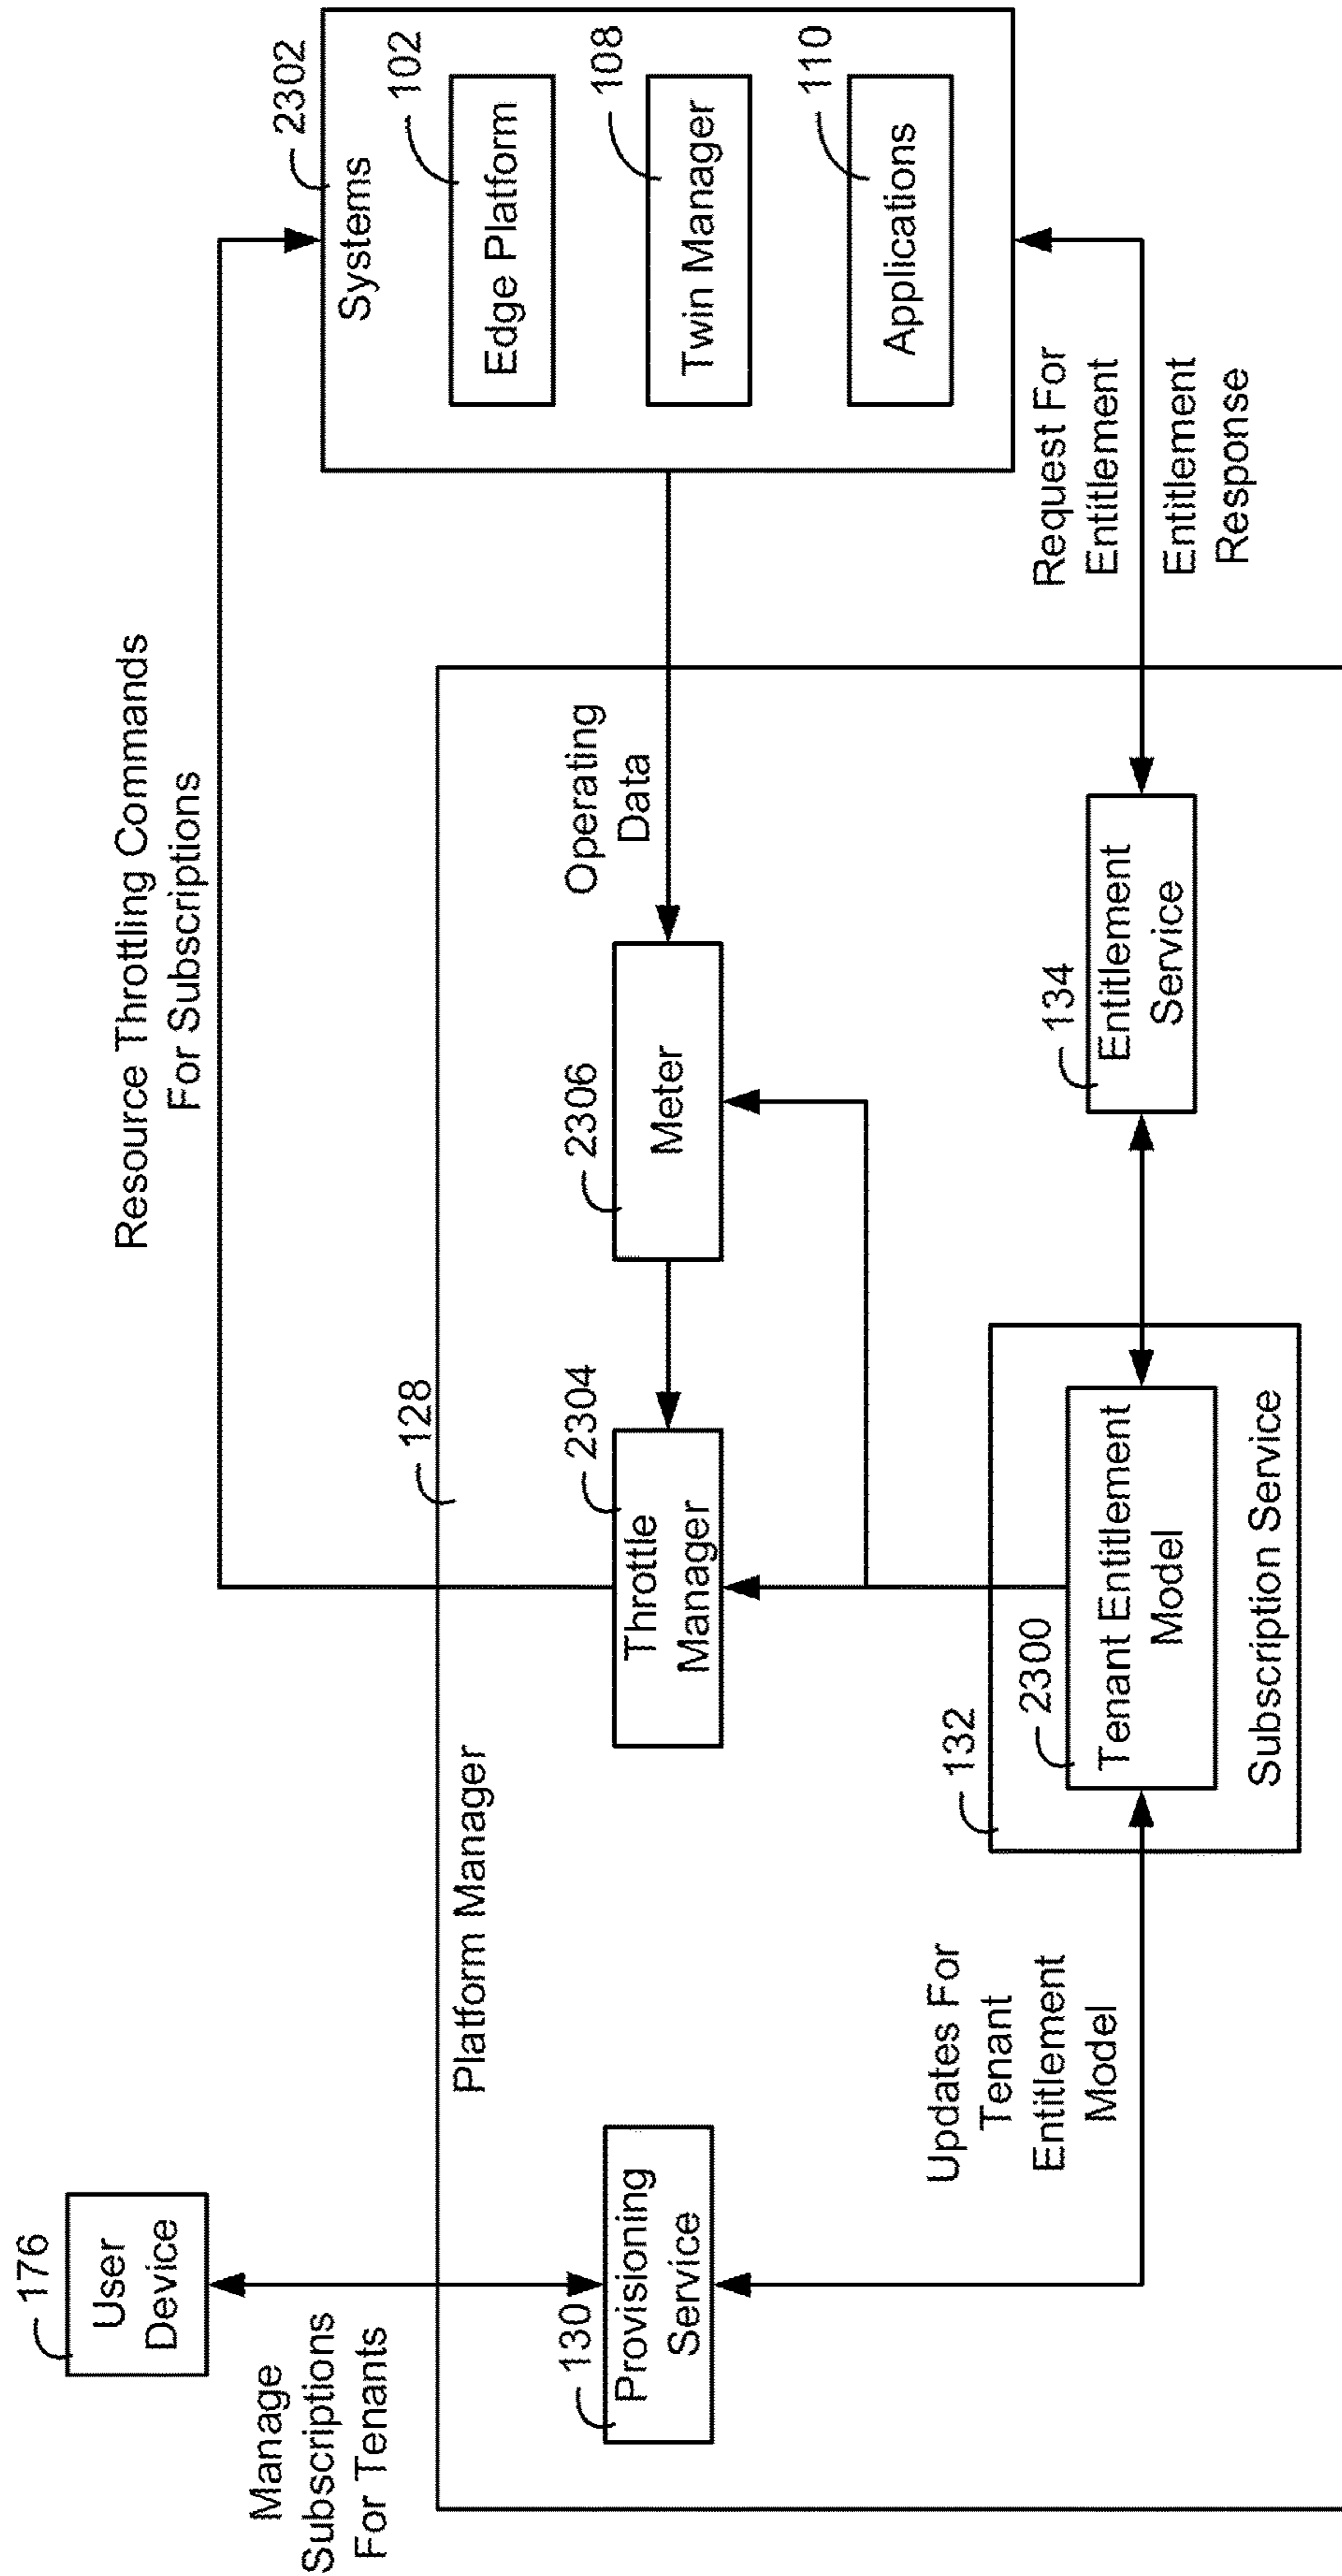 176
User
Device
Manage
Subscriptions
For Tenants
Resource Throttling Commands
For Subscriptions
2302
Systems
102
Edge Platform
108
Twin Manager
110
Applications
128
Platform Manager
130
Provisioning
Service
2304
Throttle
Manager
2306
Meter
Operating
Data
Updates For
Tenant
Entitlement
Model
132
2300
Tenant Entitlement
Model
Subscription Service
134
Entitlement
Service
Request For
Entitlement
Entitlement
Response